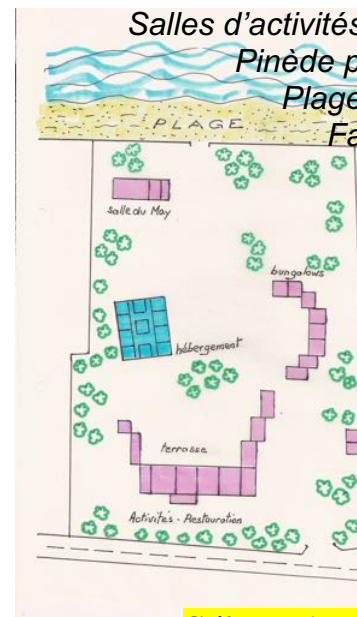 Salles d'activités
Pinède p
Plage
Fa
PLAGE
Salle du May
bungalows
hébergement
terrasse
Activités - Restauration